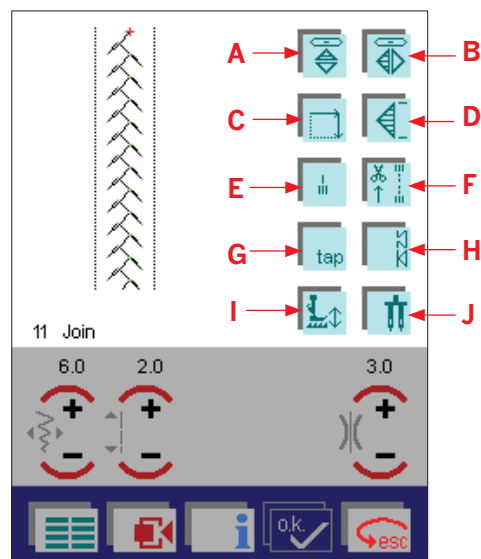 A B
C D
E F
G tap H
I J
11 Join
6.0 2.0 3.0
+ + +
− − −
i o.k. esc